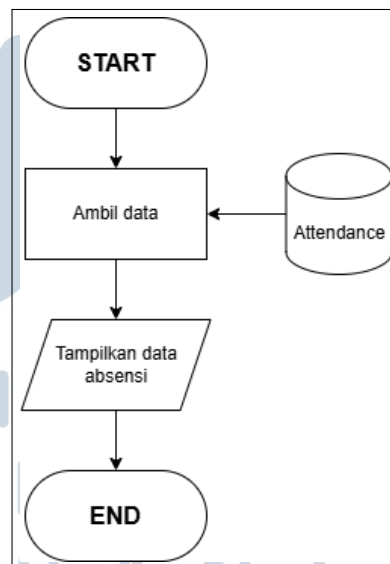 START
Ambil data
Attendance
Tampilkan data
absensi
END